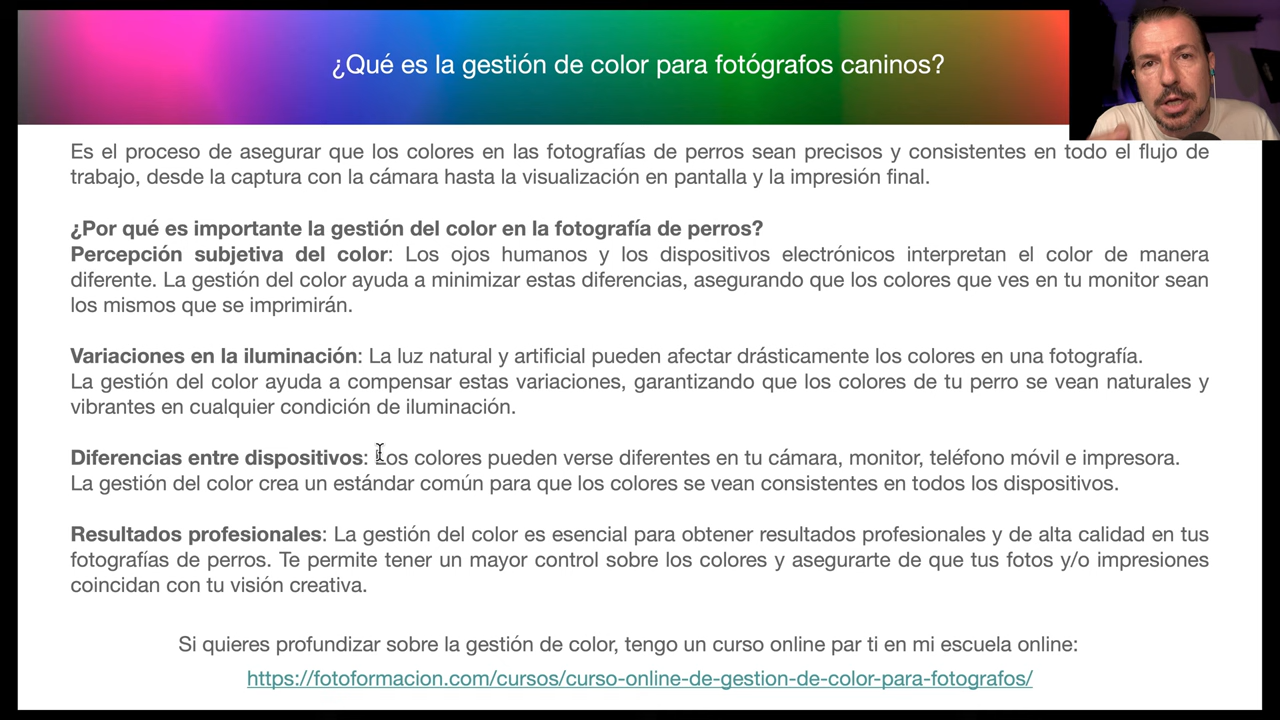 ¿Qué es la gestión de color para fotógrafos caninos?
Es el proceso de asegurar que los colores en las fotografías de perros sean precisos y consistentes en todo el flujo de
trabajo, desde la captura con la cámara hasta la visualización en pantalla y la impresión final.
¿Por qué es importante la gestión del color en la fotografía de perros?
Percepción subjetiva del color: Los ojos humanos y los dispositivos electrónicos interpretan el color de manera
diferente. La gestión del color ayuda a minimizar estas diferencias, asegurando que los colores que ves en tu monitor sean
los mismos que se imprimirán.
Variaciones en la iluminación: La luz natural y artificial pueden afectar drásticamente los colores en una fotografía.
La gestión del color ayuda a compensar estas variaciones, garantizando que los colores de tu perro se vean naturales y
vibrantes en cualquier condición de iluminación.
Diferencias entre dispositivos: Los colores pueden verse diferentes en tu cámara, monitor, teléfono móvil e impresora.
La gestión del color crea un estándar común para que los colores se vean consistentes en todos los dispositivos.
Resultados profesionales: La gestión del color es esencial para obtener resultados profesionales y de alta calidad en tus
fotografías de perros. Te permite tener un mayor control sobre los colores y asegurarte de que tus fotos y/o impresiones
coincidan con tu visión creativa.
Si quieres profundizar sobre la gestión de color, tengo un curso online par ti en mi escuela online:
https://fotoformacion.com/cursos/curso-online-de-gestion-de-color-para-fotografos/